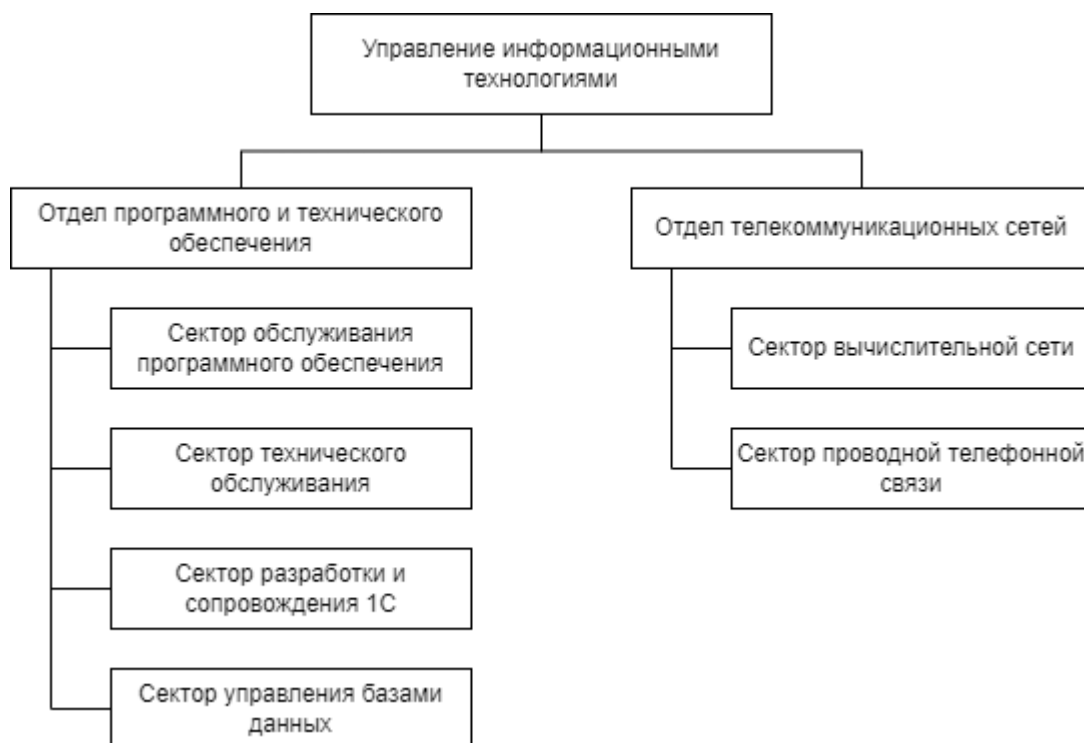 Управление информационными
технологиями
Отдел программного и технического
обеспечения
Отдел телекоммуникационных сетей
Сектор обслуживания
программного обеспечения
Сектор вычислительной сети
Сектор технического
обслуживания
Сектор проводной телефонной
связи
Сектор разработки и
сопровождения 1С
Сектор управления базами
данных